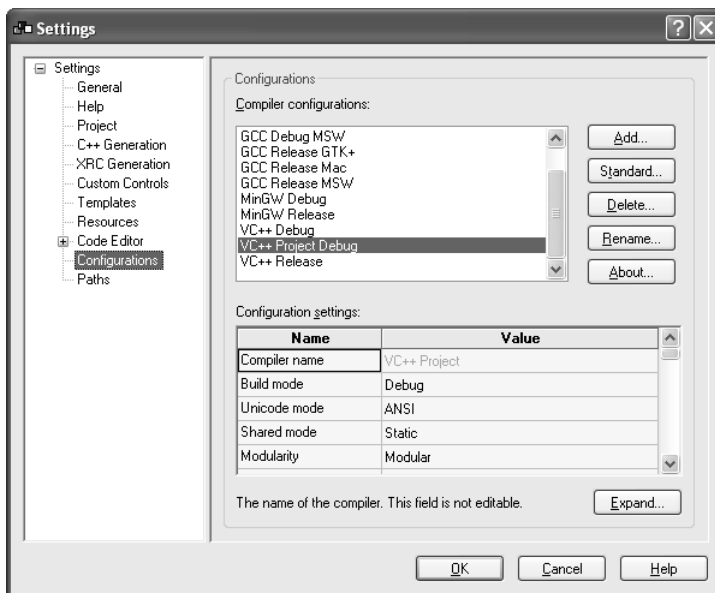 Settings
Settings
General
Help
Project
C++ Generation
XRC Generation
Custom Controls
Templates
Resources
Code Editor
Configurations
Paths
Configurations
Compiler configurations:
GCC Debug MSW
GCC Release GTK+
GCC Release Mac
GCC Release MSW
MinGW Debug
MinGW Release
VC++ Debug
VC++ Project Debug
VC++ Release
Add...
Standard...
Delete...
Rename...
About...
Configuration settings:
Name Value
Compiler name VC++ Project
Build mode Debug
Unicode mode ANSI
Shared mode Static
Modularity Modular
The name of the compiler. This field is not editable.
Expand...
OK Cancel Help